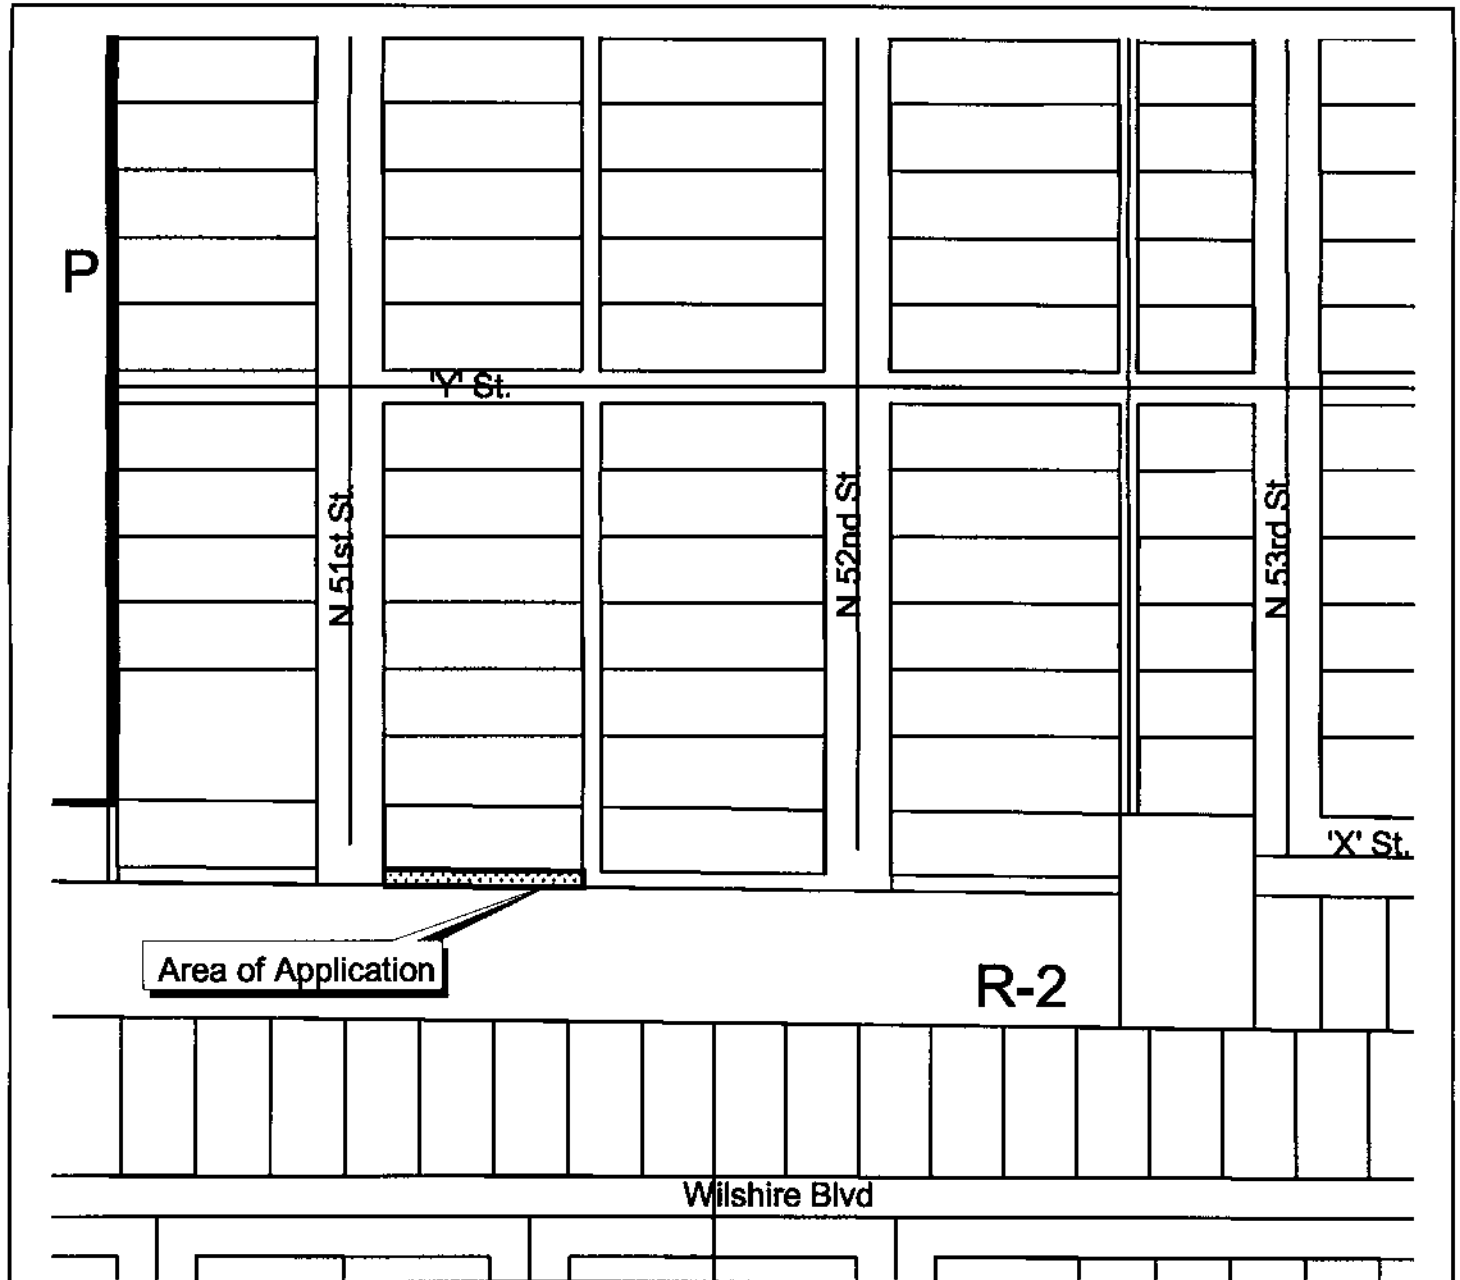 P
'Y' St.
N 51st St.
N 52nd St.
N 53rd St.
'X' St.
Area of Application
R-2
Wilshire Blvd